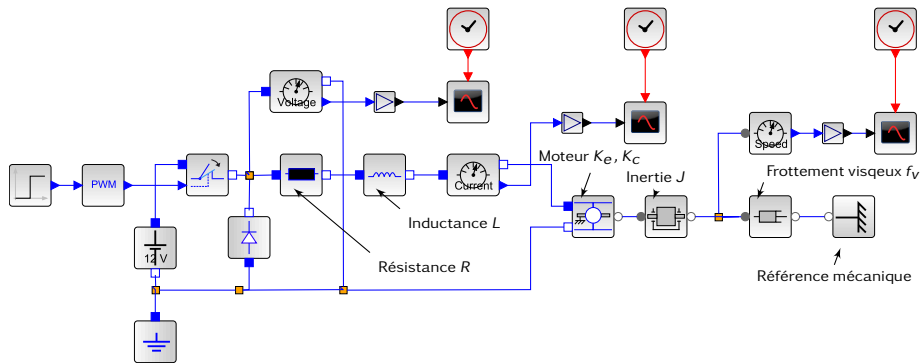 Voltage
Speed
Moteur Ke, Kc
Frottement visqeux fv
Inertie J
PWM
Current
Inductance L
12 V
Résistance R
Référence mécanique